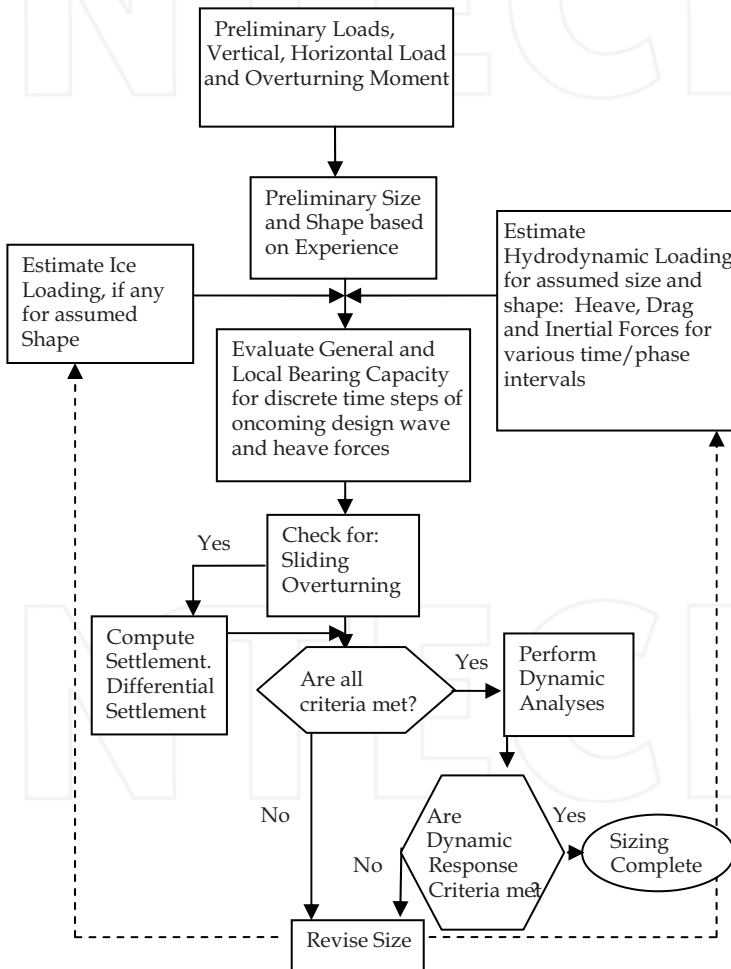 Preliminary Loads,
Vertical, Horizontal Load
and Overturning Moment
Preliminary Size
and Shape based
on Experience
Estimate Ice
Loading, if any
for assumed
Shape
Estimate
Hydrodynamic Loading
for assumed size and
shape: Heave, Drag
and Inertial Forces for
various time/phase
intervals
Evaluate General and
Local Bearing Capacity
for discrete time steps of
oncoming design wave
and heave forces
Check for:
Sliding
Overturning
Yes
Compute
Settlement.
Differential
Settlement
Are all
criteria met?
Yes
Perform
Dynamic
Analyses
No
Are
Dynamic
Response
Criteria met?
Yes
No
Sizing
Complete
Revise Size